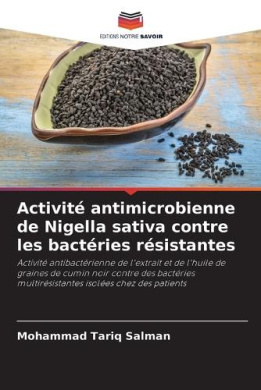 EDITIONS NOTRE SAVOIR
Activité antimicrobienne
de Nigella sativa contre
les bactéries résistantes
Activité antibactérienne de l'extrait et de l'huile de
graines de cumin noir contre des bactéries
multirésistantes isolées chez des patients
Mohammad Tariq Salman